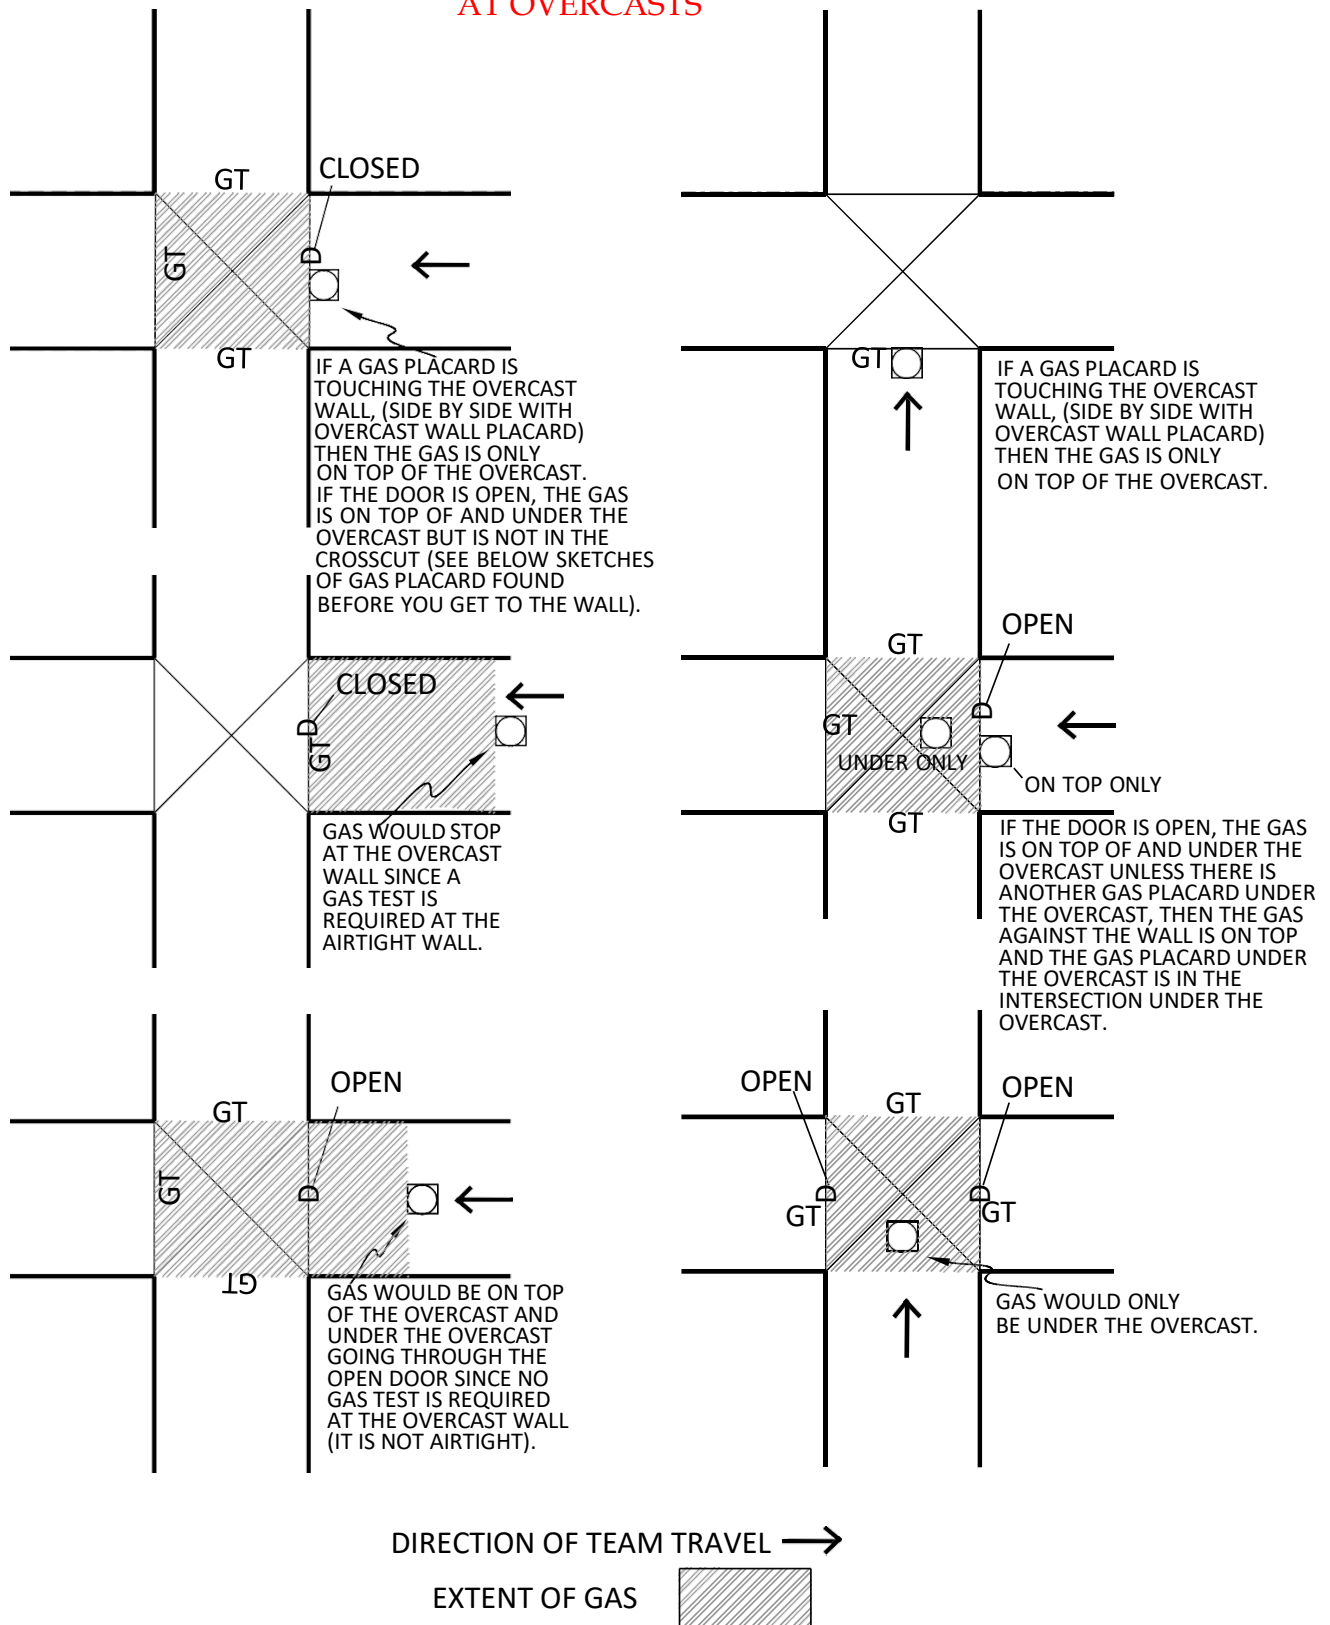 AT OVERCASTS
GT
CLOSED
GT
D
GT
IF A GAS PLACARD IS
TOUCHING THE OVERCAST
WALL, (SIDE BY SIDE WITH
OVERCAST WALL PLACARD)
THEN THE GAS IS ONLY
ON TOP OF THE OVERCAST.
IF THE DOOR IS OPEN, THE GAS
IS ON TOP OF AND UNDER THE
OVERCAST BUT IS NOT IN THE
CROSSCUT (SEE BELOW SKETCHES
OF GAS PLACARD FOUND
BEFORE YOU GET TO THE WALL).
GT
IF A GAS PLACARD IS
TOUCHING THE OVERCAST
WALL, (SIDE BY SIDE WITH
OVERCAST WALL PLACARD)
THEN THE GAS IS ONLY
ON TOP OF THE OVERCAST.
CLOSED
D
GT
GAS WOULD STOP
AT THE OVERCAST
WALL SINCE A
GAS TEST IS
REQUIRED AT THE
AIRTIGHT WALL.
OPEN
GT
D
GT
UNDER ONLY
ON TOP ONLY
GT
IF THE DOOR IS OPEN, THE GAS
IS ON TOP OF AND UNDER THE
OVERCAST UNLESS THERE IS
ANOTHER GAS PLACARD UNDER
THE OVERCAST, THEN THE GAS
AGAINST THE WALL IS ON TOP
AND THE GAS PLACARD UNDER
THE OVERCAST IS IN THE
INTERSECTION UNDER THE
OVERCAST.
OPEN
GT
GT
D
GT
GAS WOULD BE ON TOP
OF THE OVERCAST AND
UNDER THE OVERCAST
GOING THROUGH THE
OPEN DOOR SINCE NO
GAS TEST IS REQUIRED
AT THE OVERCAST WALL
(IT IS NOT AIRTIGHT).
OPEN
OPEN
GT
D
D
GT
GT
GAS WOULD ONLY
BE UNDER THE OVERCAST.
DIRECTION OF TEAM TRAVEL
EXTENT OF GAS